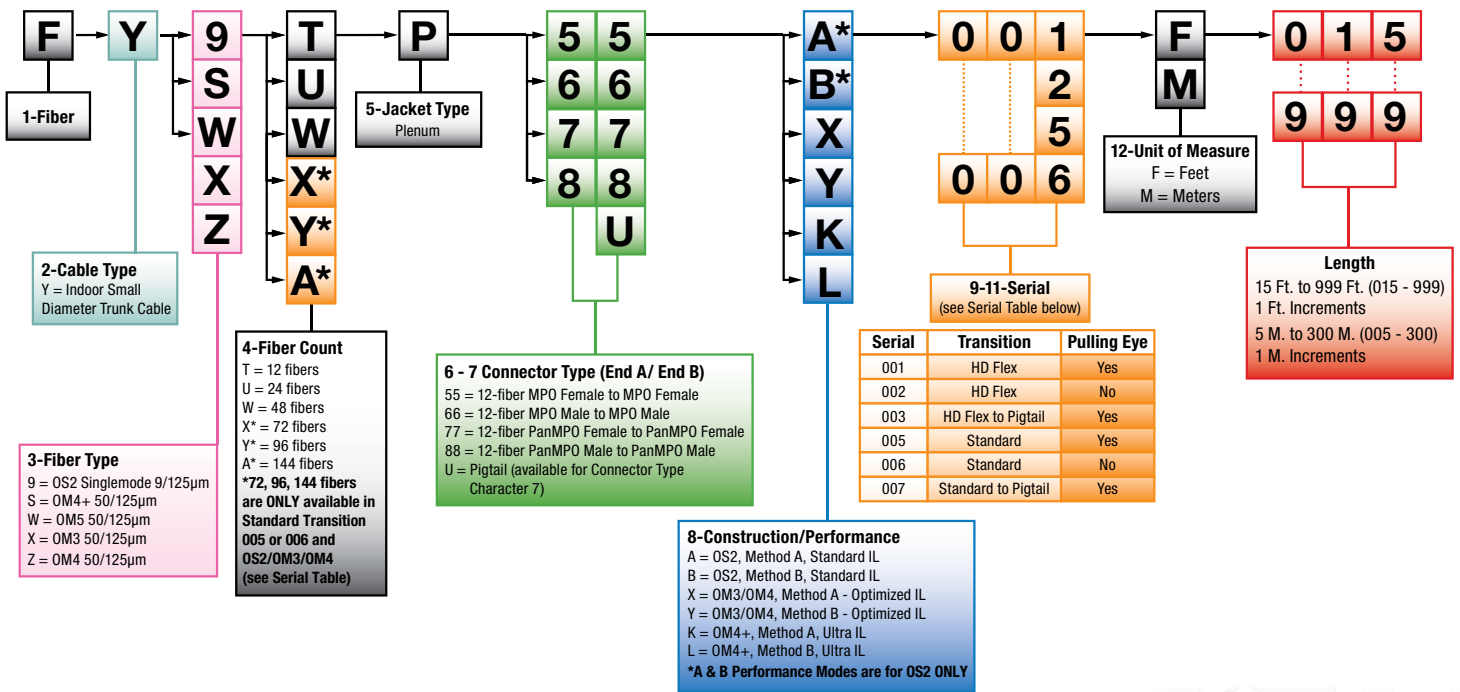 F Y 9 T P 5 5 A* 0 0 1 F 0 1 5
S U 6 6 B* 2 M
W W 7 7 X 5 9 9 9
X X* 8 8 Y 0 0 6
Z Y* U K
A* L
1-Fiber
2-Cable Type
Y = Indoor Small
Diameter Trunk Cable
3-Fiber Type
9 = OS2 Singlemode 9/125µm
S = OM4+ 50/125µm
W = OM5 50/125µm
X = OM3 50/125µm
Z = OM4 50/125µm
4-Fiber Count
T = 12 fibers
U = 24 fibers
W = 48 fibers
X* = 72 fibers
Y* = 96 fibers
A* = 144 fibers
*72, 96, 144 fibers
are ONLY available in
Standard Transition
005 or 006 and
OS2/OM3/OM4
(see Serial Table)
5-Jacket Type
Plenum
6 - 7 Connector Type (End A/ End B)
55 = 12-fiber MPO Female to MPO Female
66 = 12-fiber MPO Male to MPO Male
77 = 12-fiber PanMPO Female to PanMPO Female
88 = 12-fiber PanMPO Male to PanMPO Male
U = Pigtail (available for Connector Type
Character 7)
8-Construction/Performance
A = OS2, Method A, Standard IL
B = OS2, Method B, Standard IL
X = OM3/OM4, Method A - Optimized IL
Y = OM3/OM4, Method B - Optimized IL
K = OM4+, Method A, Ultra IL
L = OM4+, Method B, Ultra IL
*A & B Performance Modes are for OS2 ONLY
9-11-Serial
(see Serial Table below)
Serial Transition Pulling Eye
001 HD Flex Yes
002 HD Flex No
003 HD Flex to Pigtail Yes
005 Standard Yes
006 Standard No
007 Standard to Pigtail Yes
12-Unit of Measure
F = Feet
M = Meters
Length
15 Ft. to 999 Ft. (015 - 999)
1 Ft. Increments
5 M. to 300 M. (005 - 300)
1 M. Increments